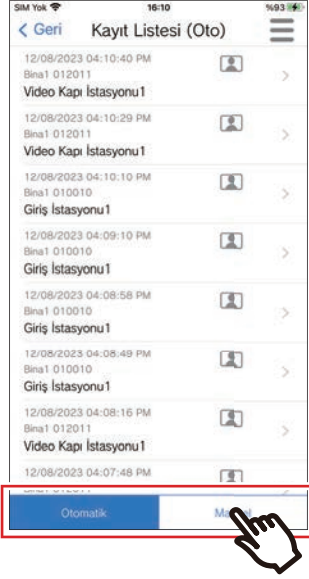 SIM Yok 16:10 %93
Geri Kayıt Listesi (Oto)
12/08/2023 04:10:40 PM
Bina1 012011
Video Kapı İstasyonu1
12/08/2023 04:10:29 PM
Bina1 012011
Video Kapı İstasyonu1
12/08/2023 04:10:10 PM
Bina1 010010
Giriş İstasyonu1
12/08/2023 04:09:10 PM
Bina1 010010
Giriş İstasyonu1
12/08/2023 04:08:58 PM
Bina1 010010
Giriş İstasyonu1
12/08/2023 04:08:49 PM
Bina1 010010
Giriş İstasyonu1
12/08/2023 04:08:16 PM
Bina1 012011
Video Kapı İstasyonu1
12/08/2023 04:07:48 PM
Otomatik